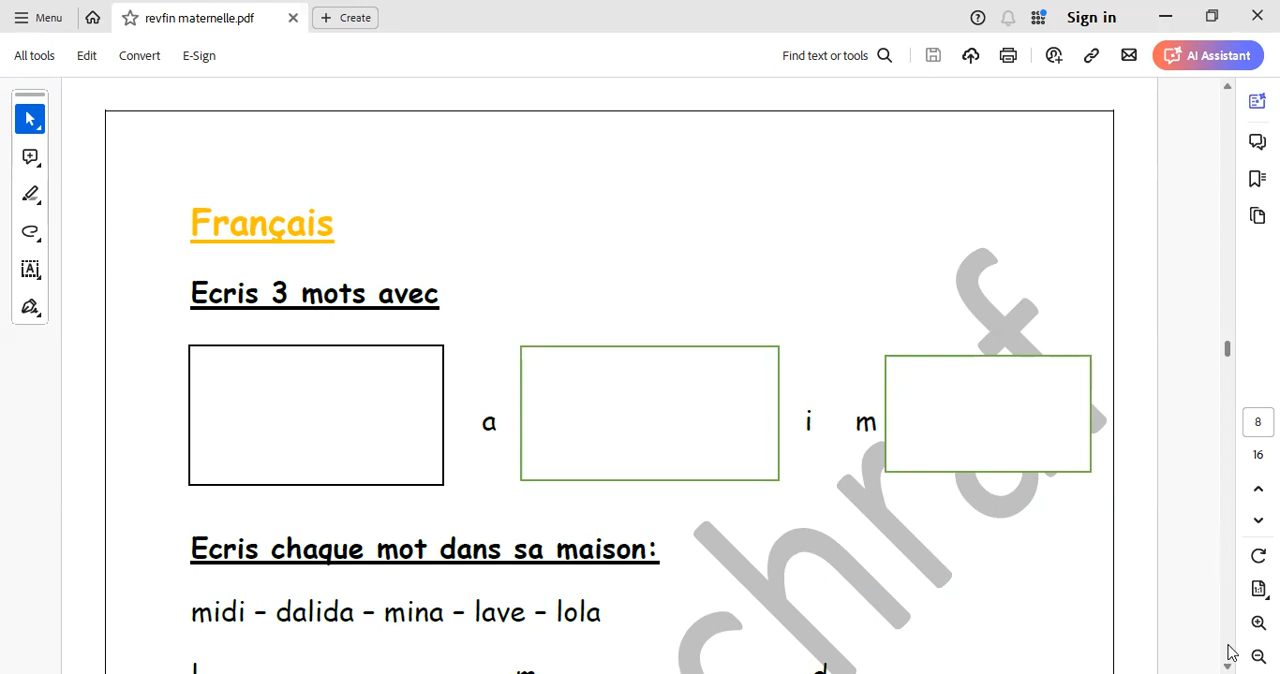 Menu revfin maternelle.pdf Create Sign in
All tools Edit Convert E-Sign Find text or tools AI Assistant
Français
Ecris 3 mots avec
a i m
Ecris chaque mot dans sa maison:
midi – dalida – mina – lave – lola
l m d
8
16